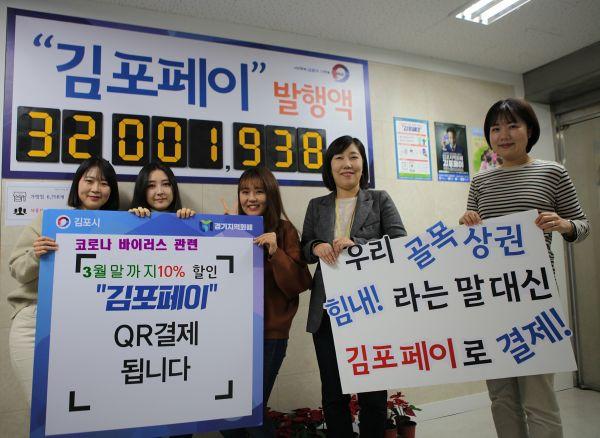 “김포페이” 발행액
32,001,938
김포시
경기지역화폐
코로나 바이러스 관련
3월말까지10% 할인
"김포페이"
QR결제
됩니다
우리 골목 상권
힘내! 라는 말 대신
김포페이로 결제!